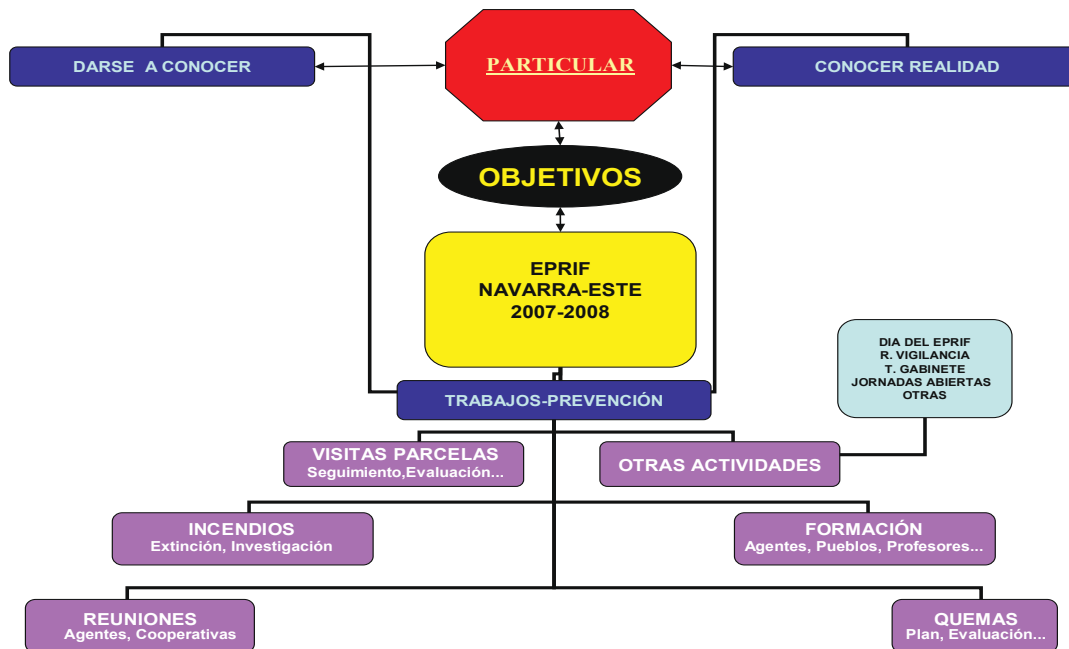 DARSE A CONOCER
PARTICULAR
CONOCER REALIDAD
OBJETIVOS
EPRIF
NAVARRA-ESTE
2007-2008
DIA DEL EPRIF
R. VIGILANCIA
T. GABINETE
JORNADAS ABIERTAS
OTRAS
TRABAJOS-PREVENCIÓN
VISITAS PARCELAS
Seguimiento,Evaluación...
OTRAS ACTIVIDADES
INCENDIOS
Extinción, Investigación
FORMACIÓN
Agentes, Pueblos, Profesores...
REUNIONES
Agentes, Cooperativas
QUEMAS
Plan, Evaluación...